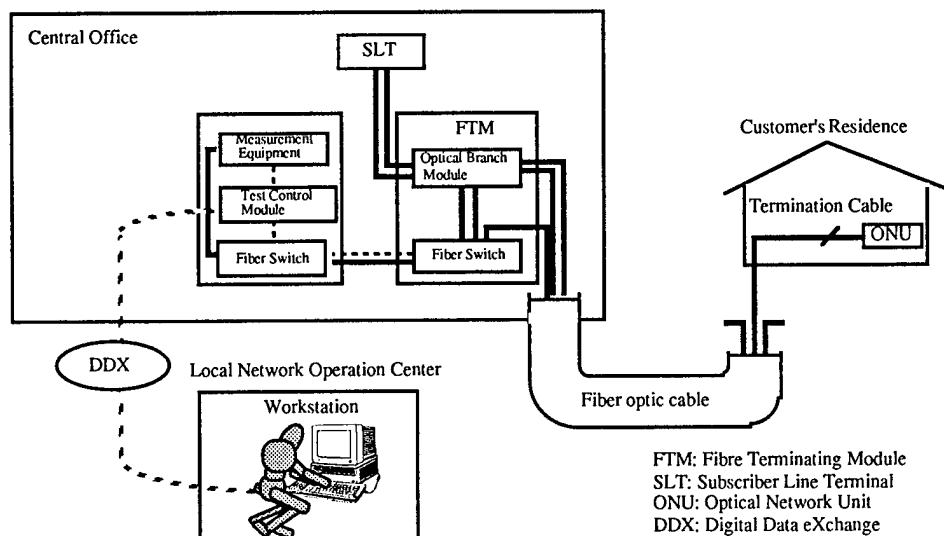 Central Office
SLT
FTM
Measurement
Equipment
Optical Branch
Module
Test Control
Module
Fiber Switch
Fiber Switch
Customer's Residence
Termination Cable
ONU
DDX
Local Network Operation Center
Workstation
Fiber optic cable
FTM: Fibre Terminating Module
SLT: Subscriber Line Terminal
ONU: Optical Network Unit
DDX: Digital Data eXchange